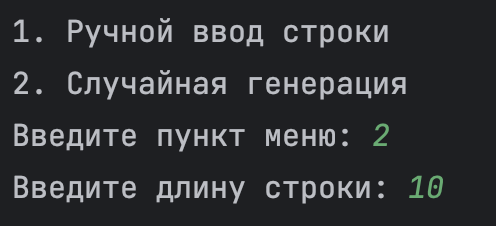 1. Ручной ввод строки
2. Случайная генерация
Введите пункт меню: 2
Введите длину строки: 10